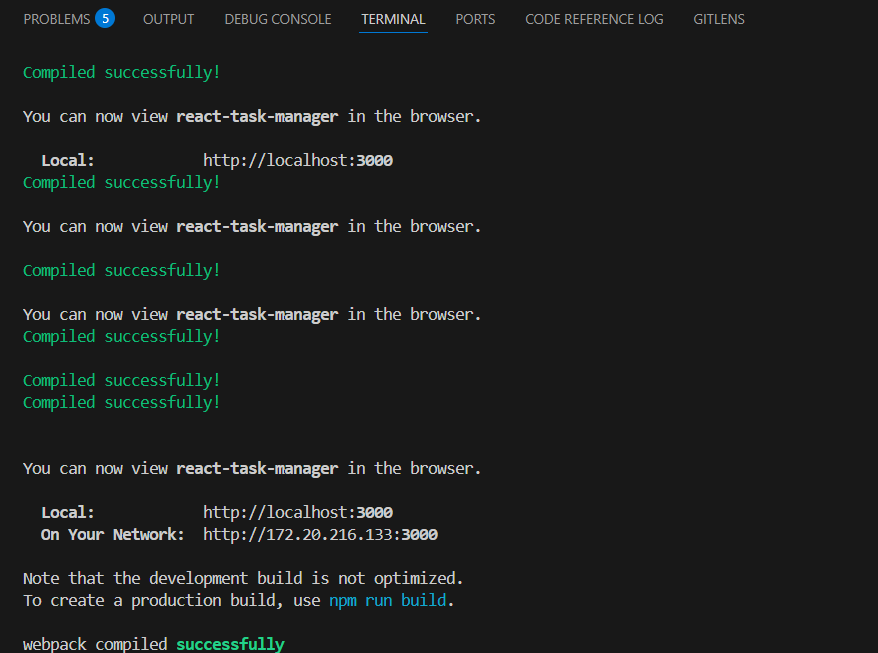 PROBLEMS 5 OUTPUT DEBUG CONSOLE TERMINAL PORTS CODE REFERENCE LOG GITLENS
Compiled successfully!
You can now view react-task-manager in the browser.
Local: http://localhost:3000
Compiled successfully!
You can now view react-task-manager in the browser.
Compiled successfully!
You can now view react-task-manager in the browser.
Compiled successfully!
Compiled successfully!
Compiled successfully!
You can now view react-task-manager in the browser.
Local: http://localhost:3000
On Your Network: http://172.20.216.133:3000
Note that the development build is not optimized.
To create a production build, use npm run build.
webpack compiled successfully